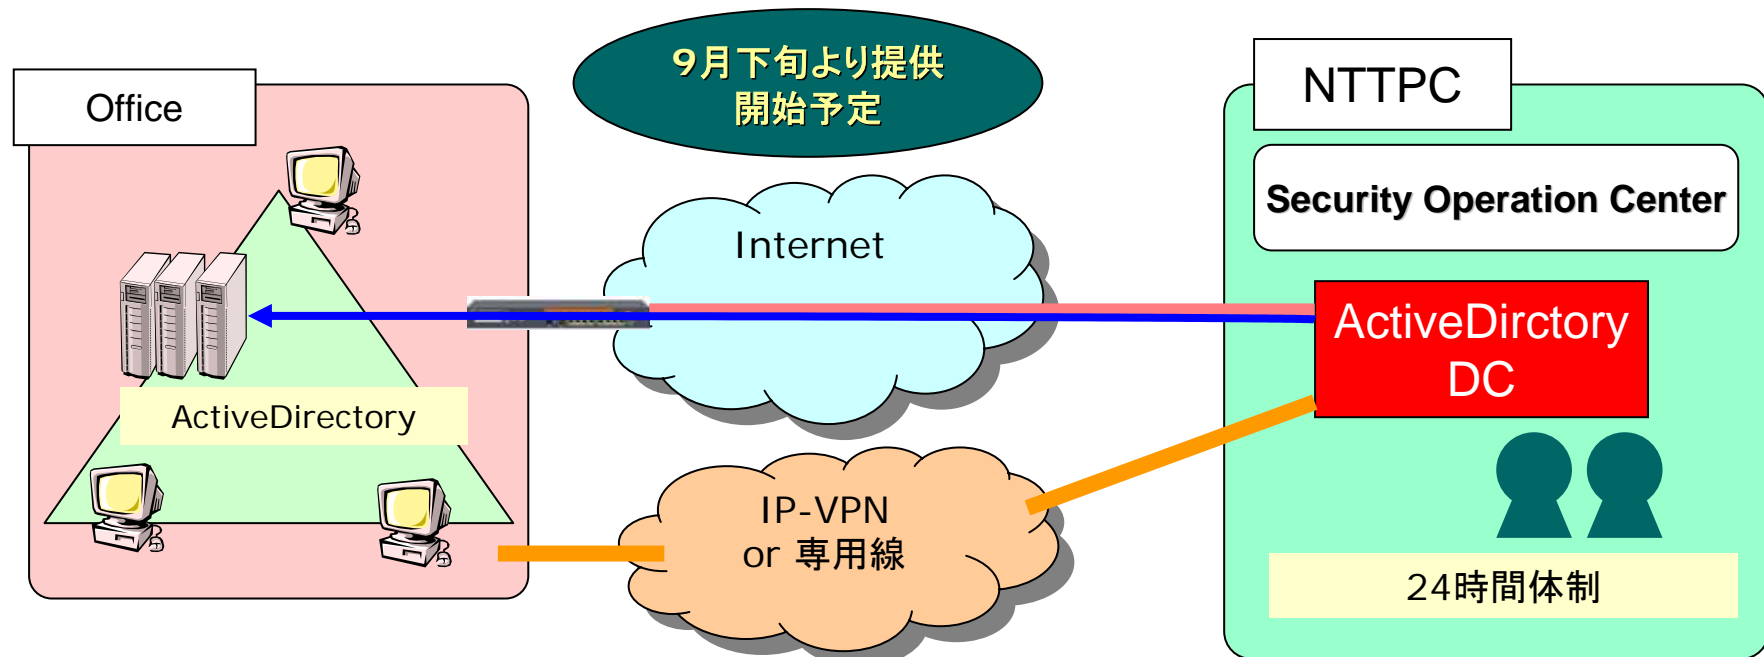 9月下旬より提供
開始予定
Office
NTTPC
Security Operation Center
Internet
ActiveDirctory
DC
ActiveDirectory
IP-VPN
or 専用線
24時間体制